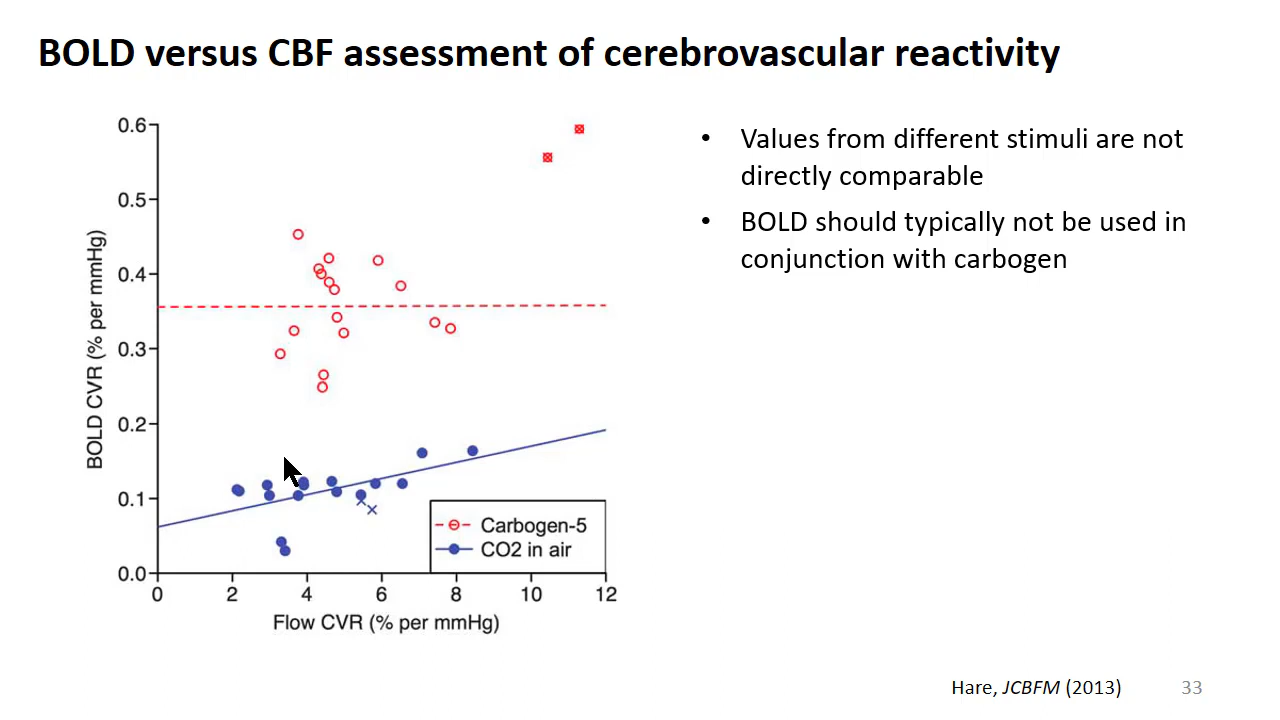 BOLD versus CBF assessment of cerebrovascular reactivity
0.6
0.5
0.4
0.3
0.2
0.1
0.0
BOLD CVR (% per mmHg)
0 2 4 6 8 10 12
Flow CVR (% per mmHg)
Carbogen-5
CO2 in air
• Values from different stimuli are not
directly comparable
• BOLD should typically not be used in
conjunction with carbogen
Hare, JCBFM (2013)
33